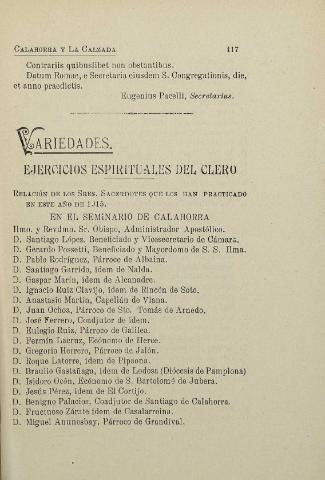 CALAHORRA Y LA CALZADA 117
Contrariis quibuslibet non obstantibus.
Datum Romae, e Secretaria eiusdem S. Congregationis, die,
et anno praedictis.
Eugenius Pacelli, Secretarius.
VARIEDADES.
EJERCICIOS ESPIRITUALES DEL CLERO
RELACIÓN DE LOS SRES. SACERDOTES QUE LOS HAN PRACTICADO
EN ESTE AÑO DE 1915.
EN EL SEMINARIO DE CALAHORRA
Ilmo. y Revdmo. Sr. Obispo, Administrador Apostólico.
D. Santiago López, Beneficiado y Vicesecretario de Cámara.
D. Gerardo Possetti, Beneficiado y Mayordomo de S. S. Ilma.
D. Pablo Rodríguez, Párroco de Albaina.
D. Santiago Garrido, idem de Nalda.
D. Gaspar Marín, idem de Alcanadre.
D. Ignacio Ruiz Clavijo, idem de Rincón de Soto.
D. Anastasio Martín, Capellán de Viana.
D. Juan Ochoa, Párroco de Sto. Tomás de Arnedo,
D. José Ferrero, Coadjutor de idem.
D. Eulogio Ruiz, Párroco de Galilea.
D. Fermín Lacruz, Ecónomo de Herce.
D. Gregorio Herrero, Párroco de Jalón.
D. Roque Latorre, idem de Pipaona.
D. Braulio Gastañaga, idem de Lodosa (Diócesis de Pamplona)
D. Isidoro Ocón, Ecónomo de S. Bartolomé de Jubera.
D. Jesús Pérez, idem de El Cortijo.
D. Benigno Palacios, Coadjutor de Santiago de Calahorra.
D. Fructuoso Zárate idem de Casalarreina.
D. Miguel Anunesbay, Párroco de Grandival.